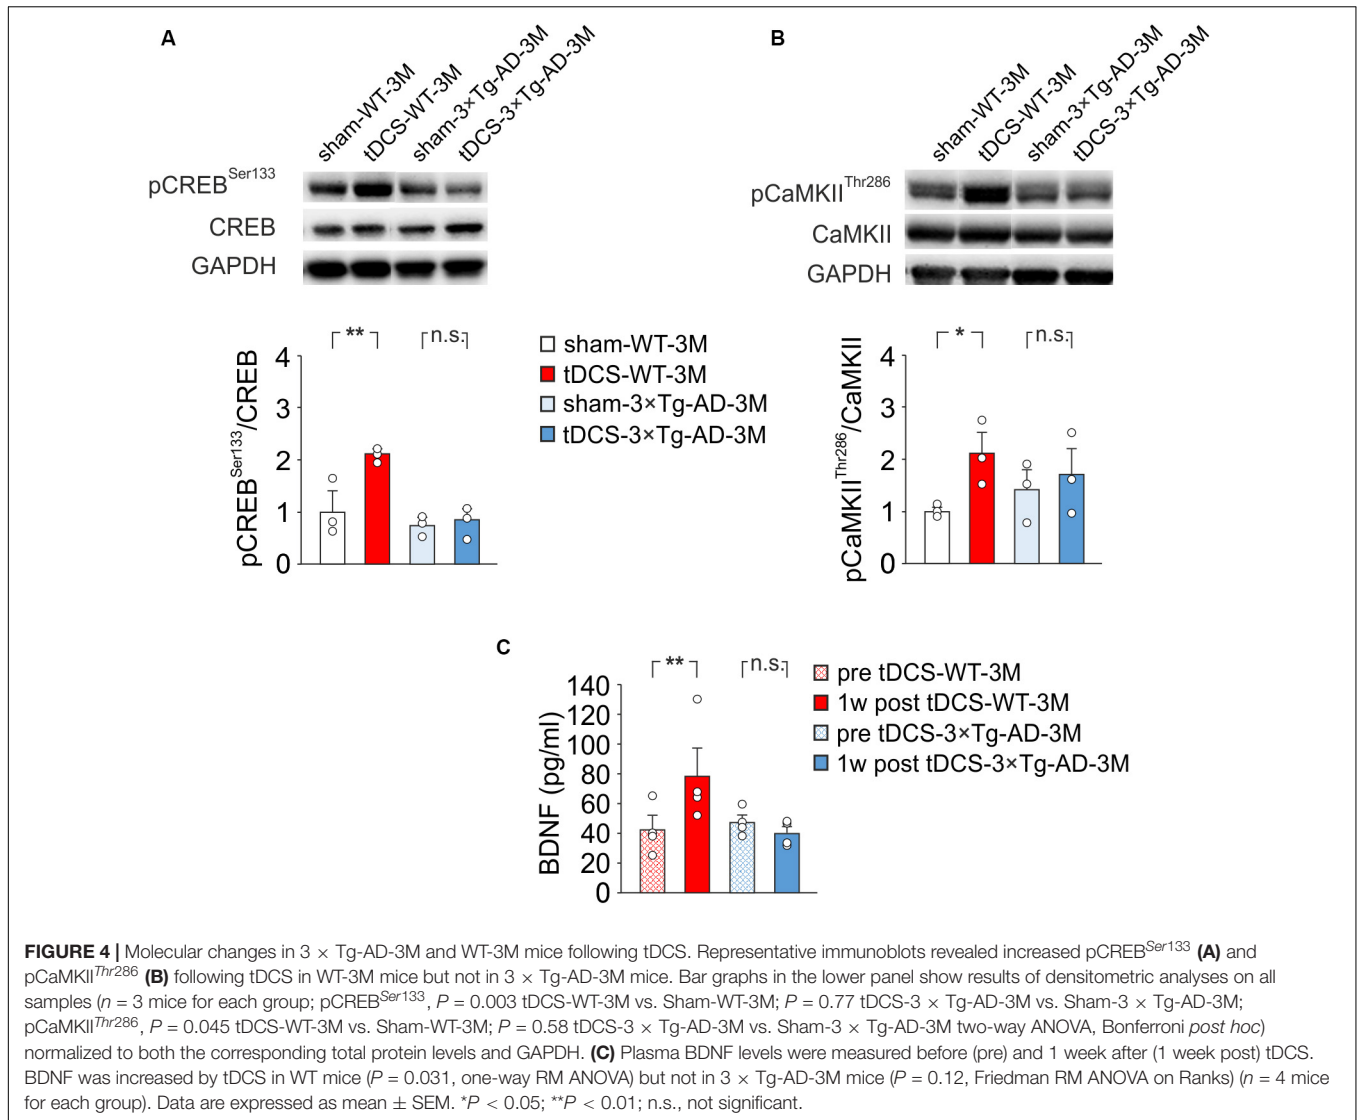 A
sham-WT-3M
tDCS-WT-3M
sham-3×Tg-AD-3M
tDCS-3×Tg-AD-3M
pCREBSer133
CREB
GAPDH
** n.s.
pCREBSer133/CREB
4
3
2
1
0
sham-WT-3M
tDCS-WT-3M
sham-3×Tg-AD-3M
tDCS-3×Tg-AD-3M
B
sham-WT-3M
tDCS-WT-3M
sham-3×Tg-AD-3M
tDCS-3×Tg-AD-3M
pCaMKIIThr286
CaMKII
GAPDH
* n.s.
pCaMKIIThr286/CaMKII
4
3
2
1
0
C
** n.s.
BDNF (pg/ml)
140
120
100
80
60
40
20
0
pre tDCS-WT-3M
1w post tDCS-WT-3M
pre tDCS-3×Tg-AD-3M
1w post tDCS-3×Tg-AD-3M
FIGURE 4 | Molecular changes in 3 × Tg-AD-3M and WT-3M mice following tDCS. Representative immunoblots revealed increased pCREBSer133 (A) and
pCaMKIIThr286 (B) following tDCS in WT-3M mice but not in 3 × Tg-AD-3M mice. Bar graphs in the lower panel show results of densitometric analyses on all
samples (n = 3 mice for each group; pCREBSer133, P = 0.003 tDCS-WT-3M vs. Sham-WT-3M; P = 0.77 tDCS-3 × Tg-AD-3M vs. Sham-3 × Tg-AD-3M;
pCaMKIIThr286, P = 0.045 tDCS-WT-3M vs. Sham-WT-3M; P = 0.58 tDCS-3 × Tg-AD-3M vs. Sham-3 × Tg-AD-3M two-way ANOVA, Bonferroni post hoc)
normalized to both the corresponding total protein levels and GAPDH. (C) Plasma BDNF levels were measured before (pre) and 1 week after (1 week post) tDCS.
BDNF was increased by tDCS in WT mice (P = 0.031, one-way RM ANOVA) but not in 3 × Tg-AD-3M mice (P = 0.12, Friedman RM ANOVA on Ranks) (n = 4 mice
for each group). Data are expressed as mean ± SEM. *P < 0.05; **P < 0.01; n.s., not significant.